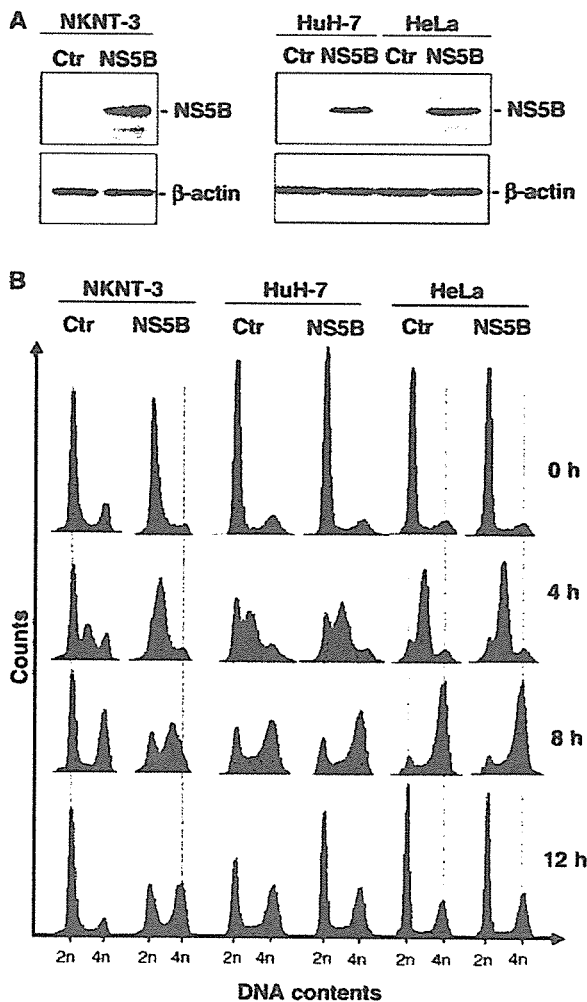 A
NKNT-3
Ctr NS5B
NS5B
β-actin
HuH-7 HeLa
Ctr NS5B Ctr NS5B
NS5B
β-actin
B
NKNT-3 HuH-7 HeLa
Ctr NS5B Ctr NS5B Ctr NS5B
0 h
4 h
8 h
12 h
Counts
2n 4n 2n 4n 2n 4n 2n 4n 2n 4n 2n 4n
DNA contents